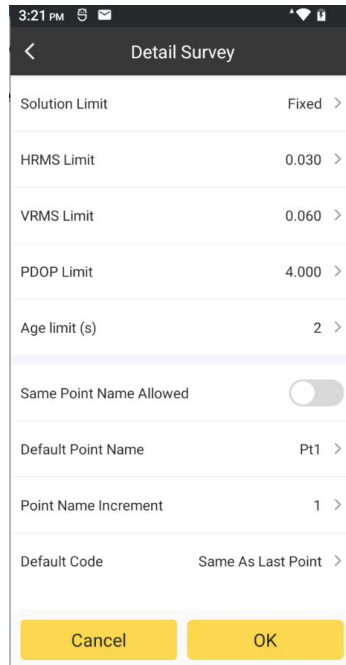 3:21 PM
Detail Survey
Solution Limit Fixed
HRMS Limit 0.030
VRMS Limit 0.060
PDOP Limit 4.000
Age limit (s) 2
Same Point Name Allowed
Default Point Name Pt1
Point Name Increment 1
Default Code Same As Last Point
Cancel OK